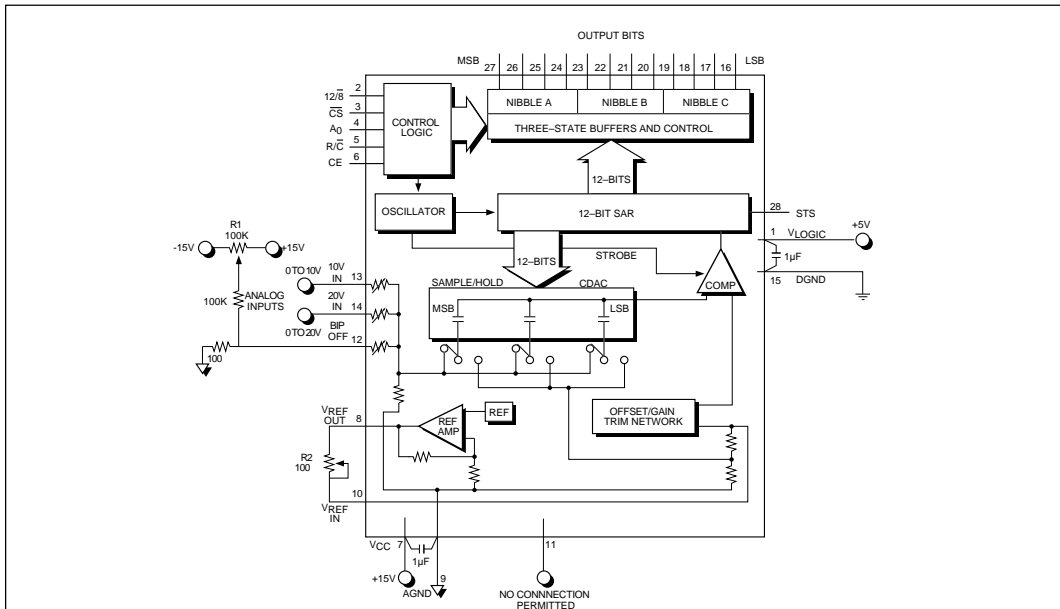 OUTPUT BITS
MSB
27 26 25 24 23 22 21 20 19 18 17 16
LSB
NIBBLE A
NIBBLE B
NIBBLE C
THREE–STATE BUFFERS AND CONTROL
2
12/8̅
3
C̅S̅
4
A0
5
R/C̅
6
CE
CONTROL
LOGIC
12–BITS
OSCILLATOR
12-BIT SAR
28
STS
+5V
1
VLOGIC
1µF
15
DGND
R1
100K
-15V
+15V
12–BITS
STROBE
COMP
0 TO 10V
10V
IN
13
SAMPLE/HOLD
CDAC
100K
ANALOG
INPUTS
20V
IN
14
0 TO 20V
MSB
LSB
BIP
OFF
12
100
VREF
OUT
8
REF
AMP
REF
OFFSET/GAIN
TRIM NETWORK
R2
100
10
VREF
IN
VCC
7
1µF
11
+15V
9
AGND
NO CONNNECTION
PERMITTED